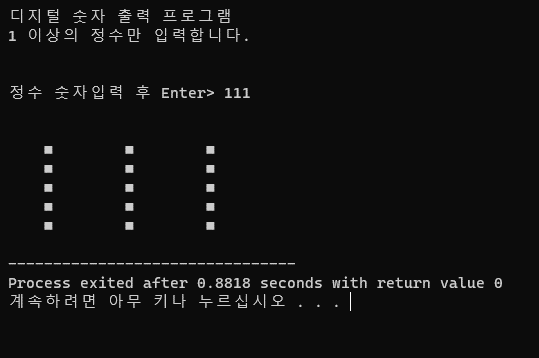 디지털 숫자 출력 프로그램
1 이상의 정수만 입력합니다.
정수 숫자입력 후 Enter> 111
■ ■ ■
■ ■ ■
■ ■ ■
■ ■ ■
■ ■ ■
--------------------------------
Process exited after 0.8818 seconds with return value 0
계속하려면 아무 키나 누르십시오 . . .